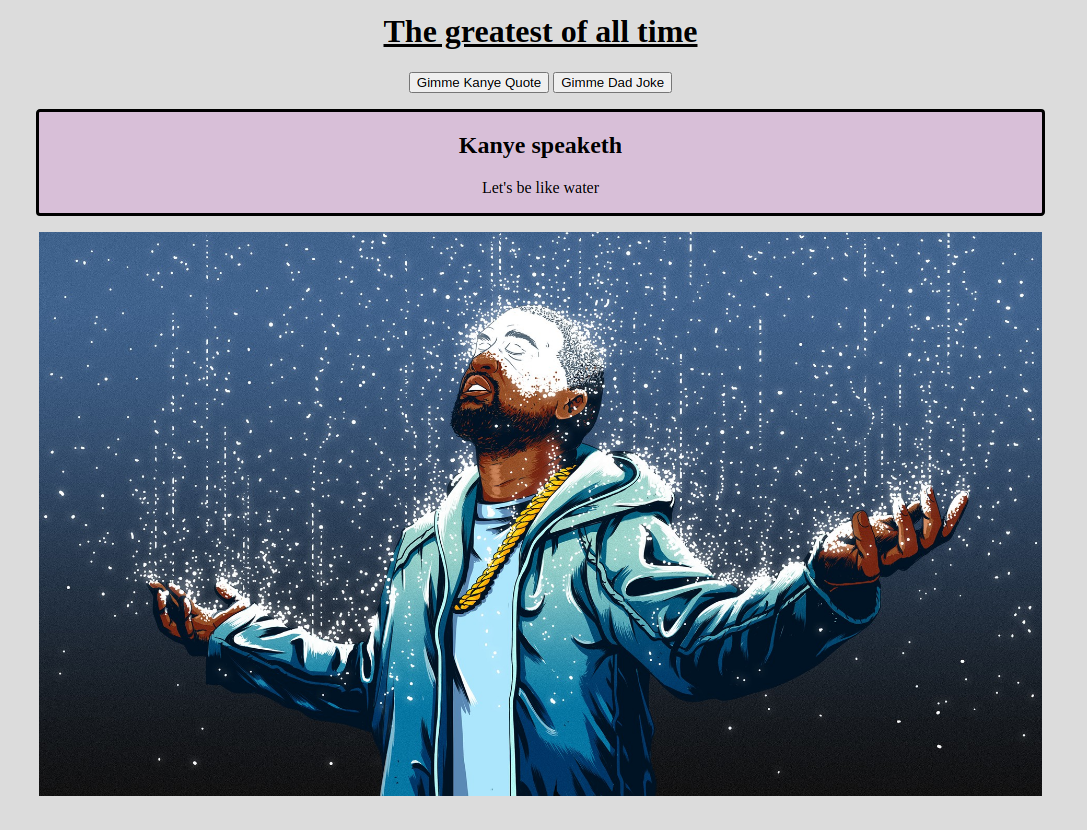 The greatest of all time
Gimme Kanye Quote Gimme Dad Joke
Kanye speaketh
Let's be like water